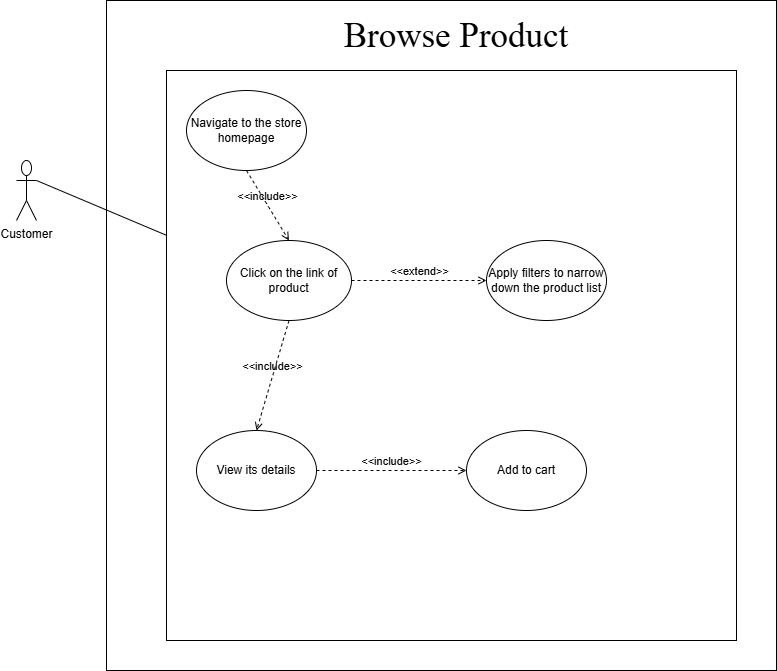 Browse Product
Navigate to the store
homepage
<<include>>
Customer
Click on the link of
product
<<extend>>
Apply filters to narrow
down the product list
<<include>>
View its details
<<include>>
Add to cart